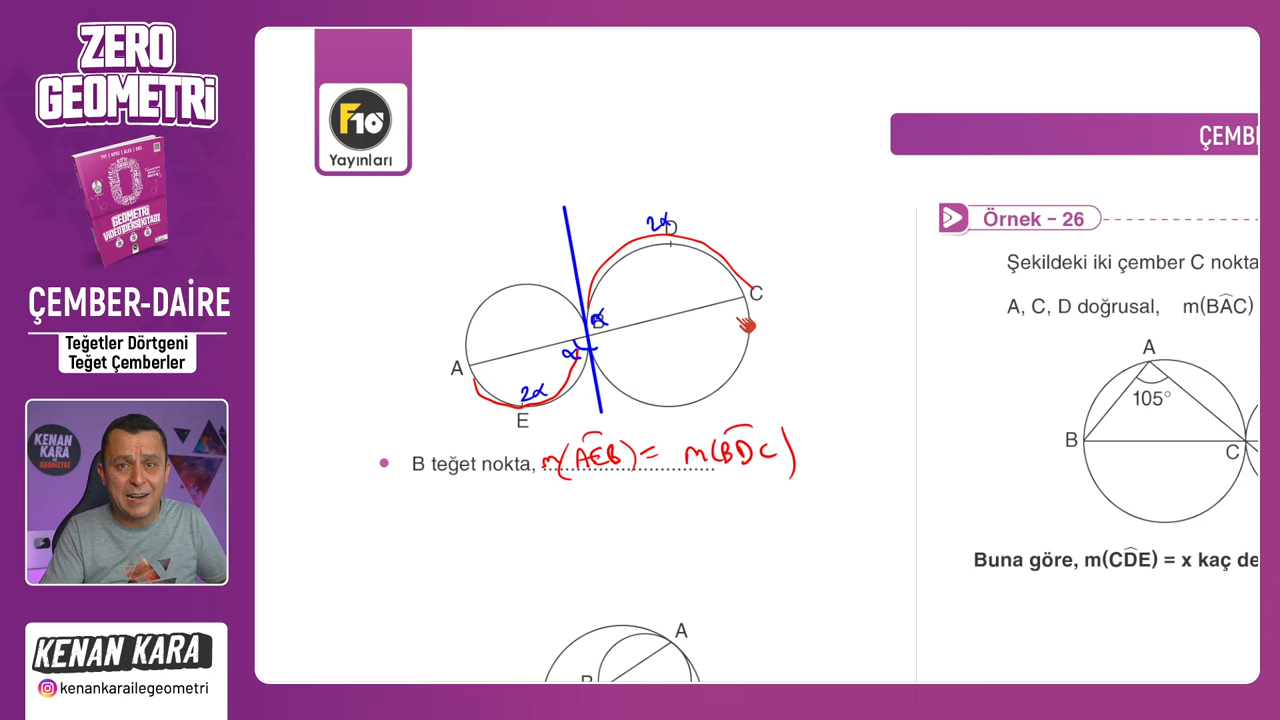 ZERO
GEOMETRİ
GEOMETRİ
VİDEO DERS KİTABI
ÇEMBER-DAİRE
Teğetler Dörtgeni
Teğet Çemberler
KENAN
KARA
ile GEOMETRİ
KENAN KARA
kenankarailegeometri
F10
Yayınları
ÇEMBE
2α
D
C
B
α
A
α
2α
E
B teğet nokta, m(AEB) = m(BDC)
A
B
Örnek - 26
Şekildeki iki çember C nokta
A, C, D doğrusal, m(BAC)
A
105°
B
C
Buna göre, m(CDE) = x kaç de